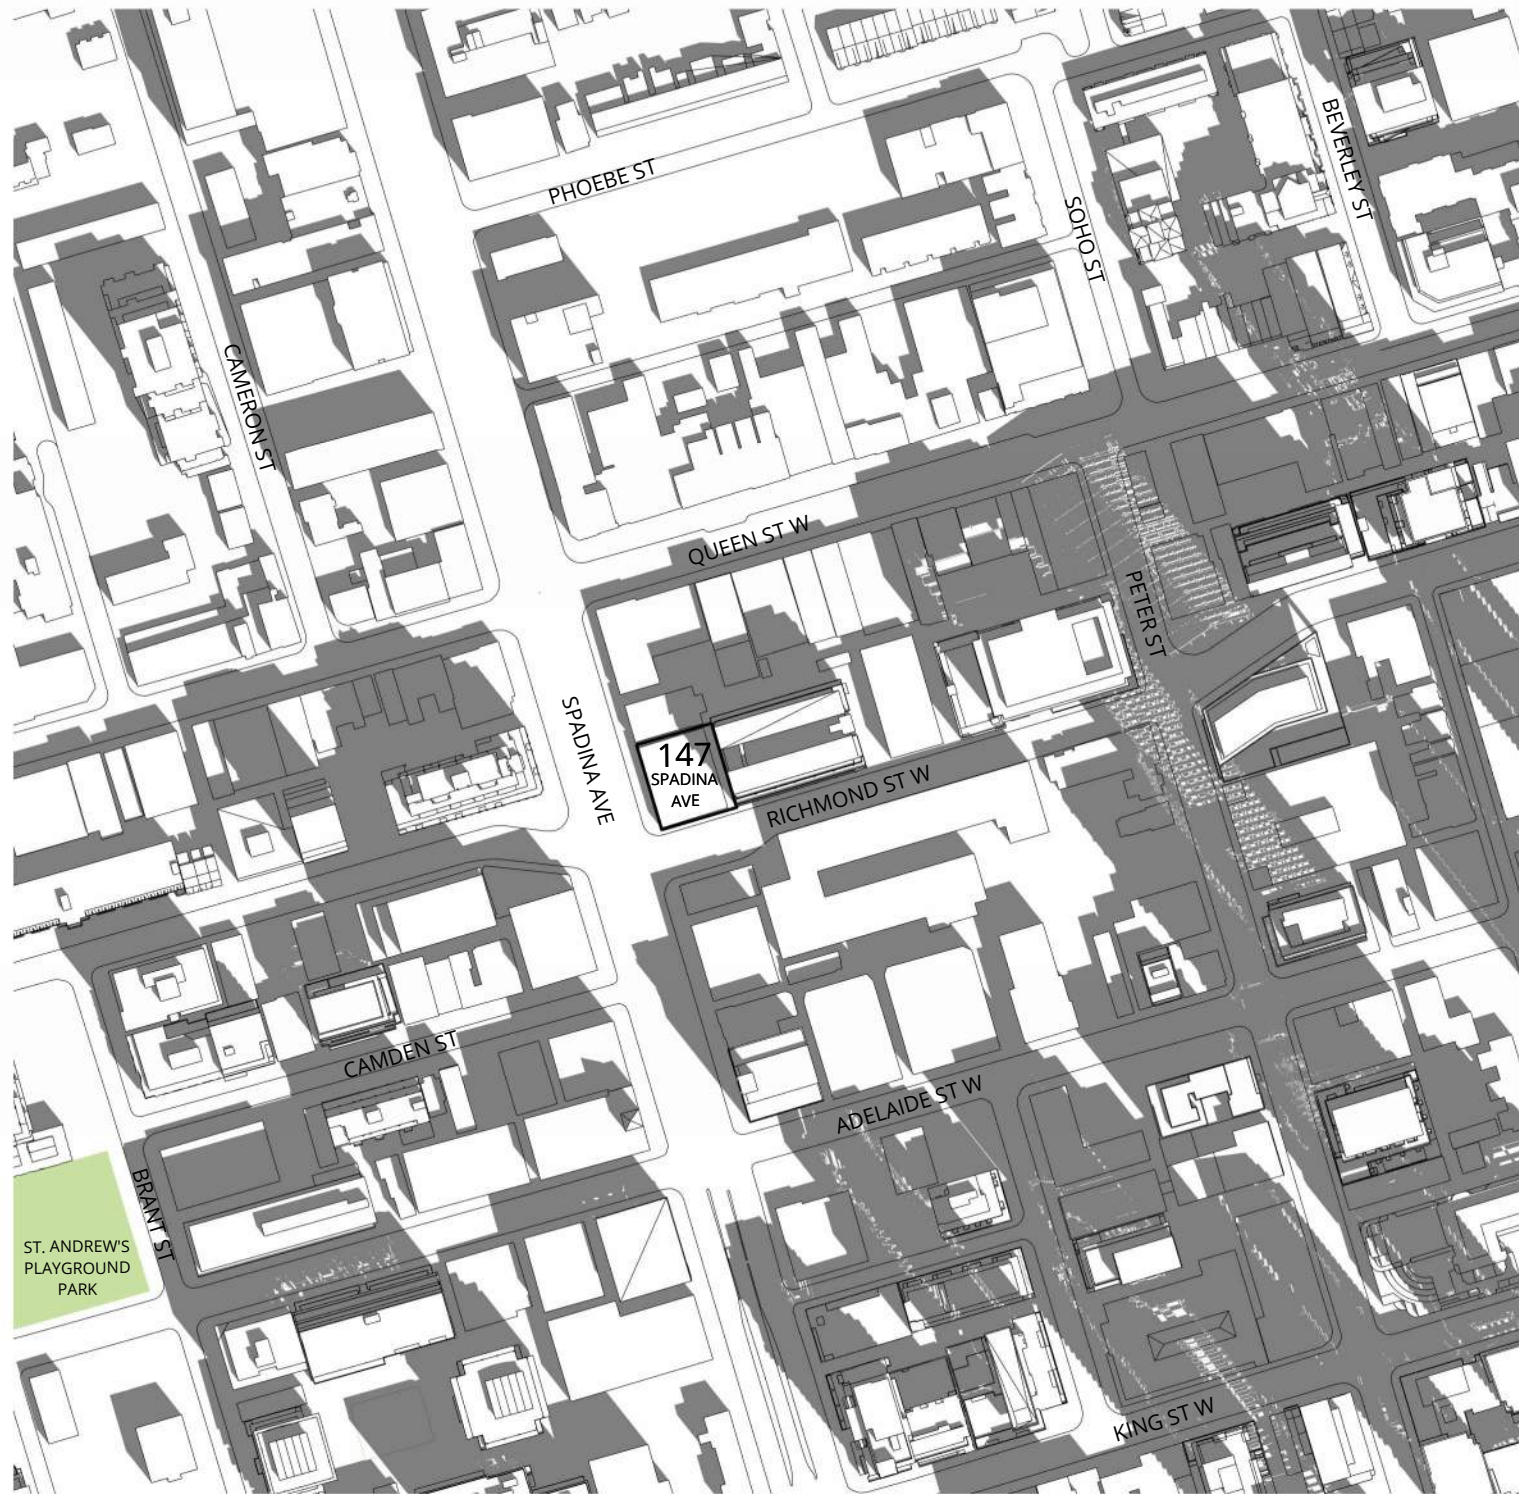 BEVERLEY ST
PHOEBE ST
SOHO ST
CAMERON ST
QUEEN ST W
PETER ST
SPADINA AVE
147
SPADINA
AVE
RICHMOND ST W
CAMDEN ST
ADELAIDE ST W
BRANT ST
ST. ANDREW'S
PLAYGROUND
PARK
KING ST W